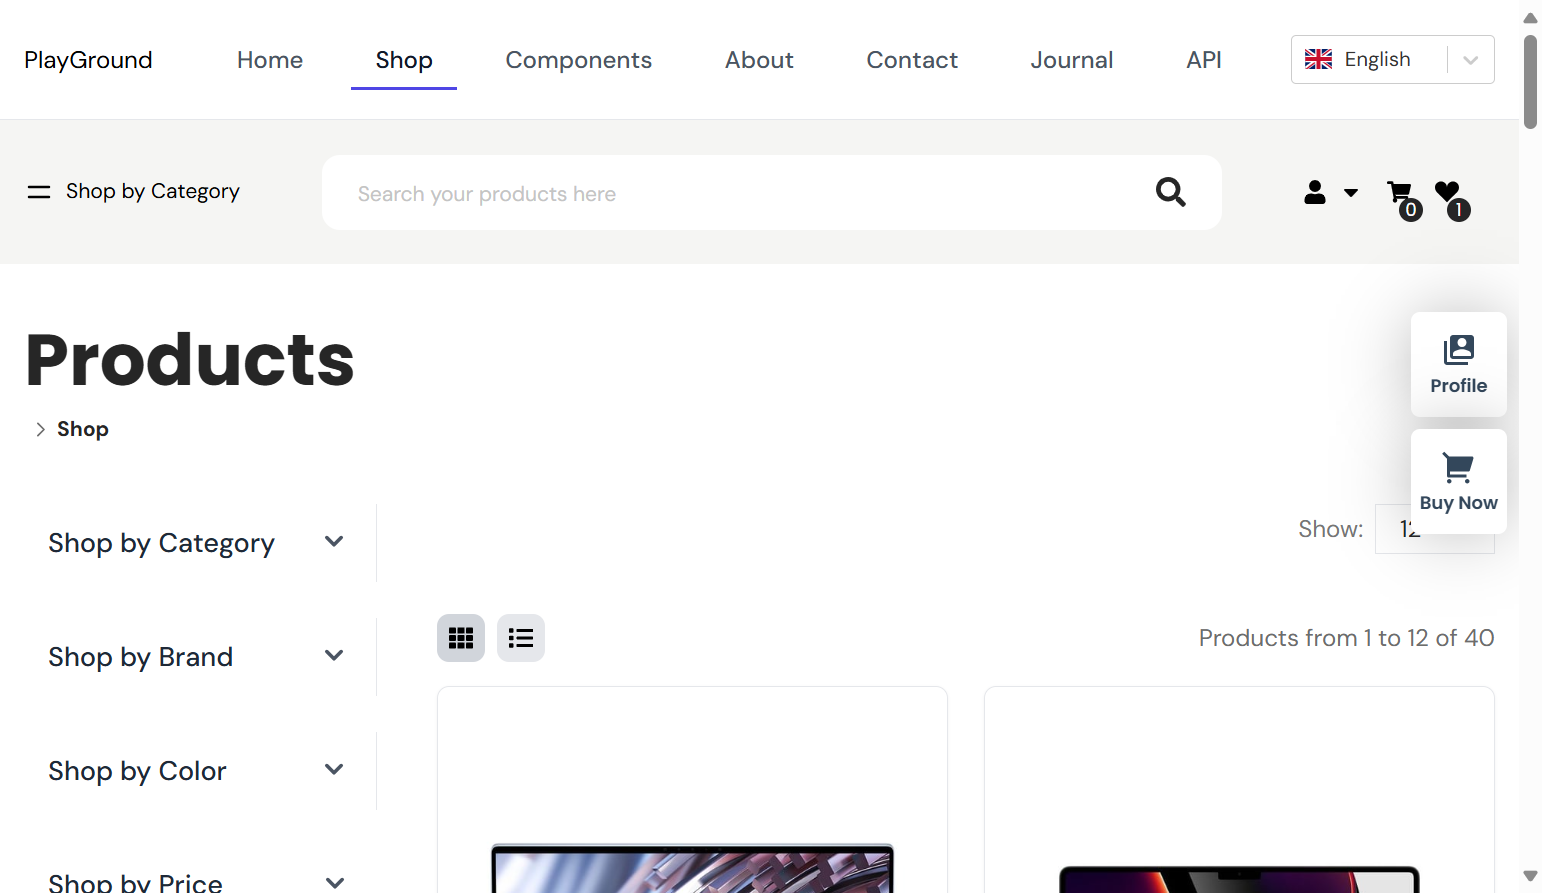 PlayGround Home Shop Components About Contact Journal API English
Shop by Category Search your products here 0 1
Products
Profile
Shop
Buy Now
Shop by Category
Show: 12
Shop by Brand
Products from 1 to 12 of 40
Shop by Color
Shop by Price